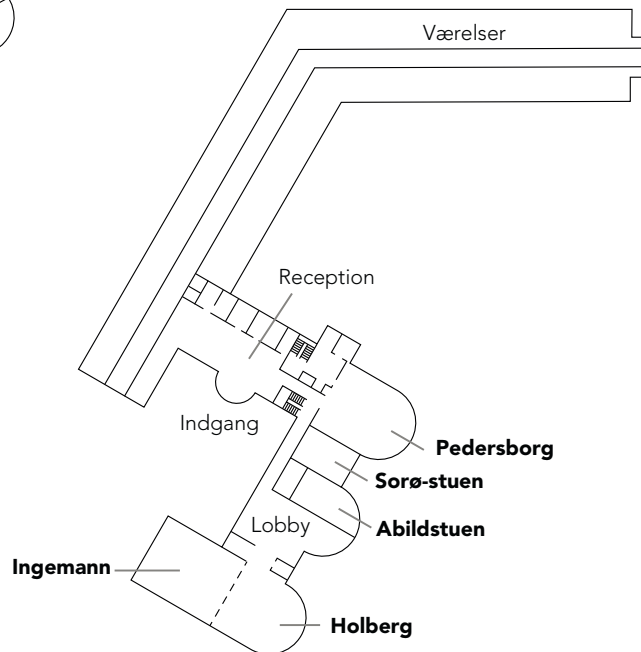 Værelser
Reception
Indgang
Pedersborg
Sorø-stuen
Abildstuen
Lobby
Ingemann
Holberg